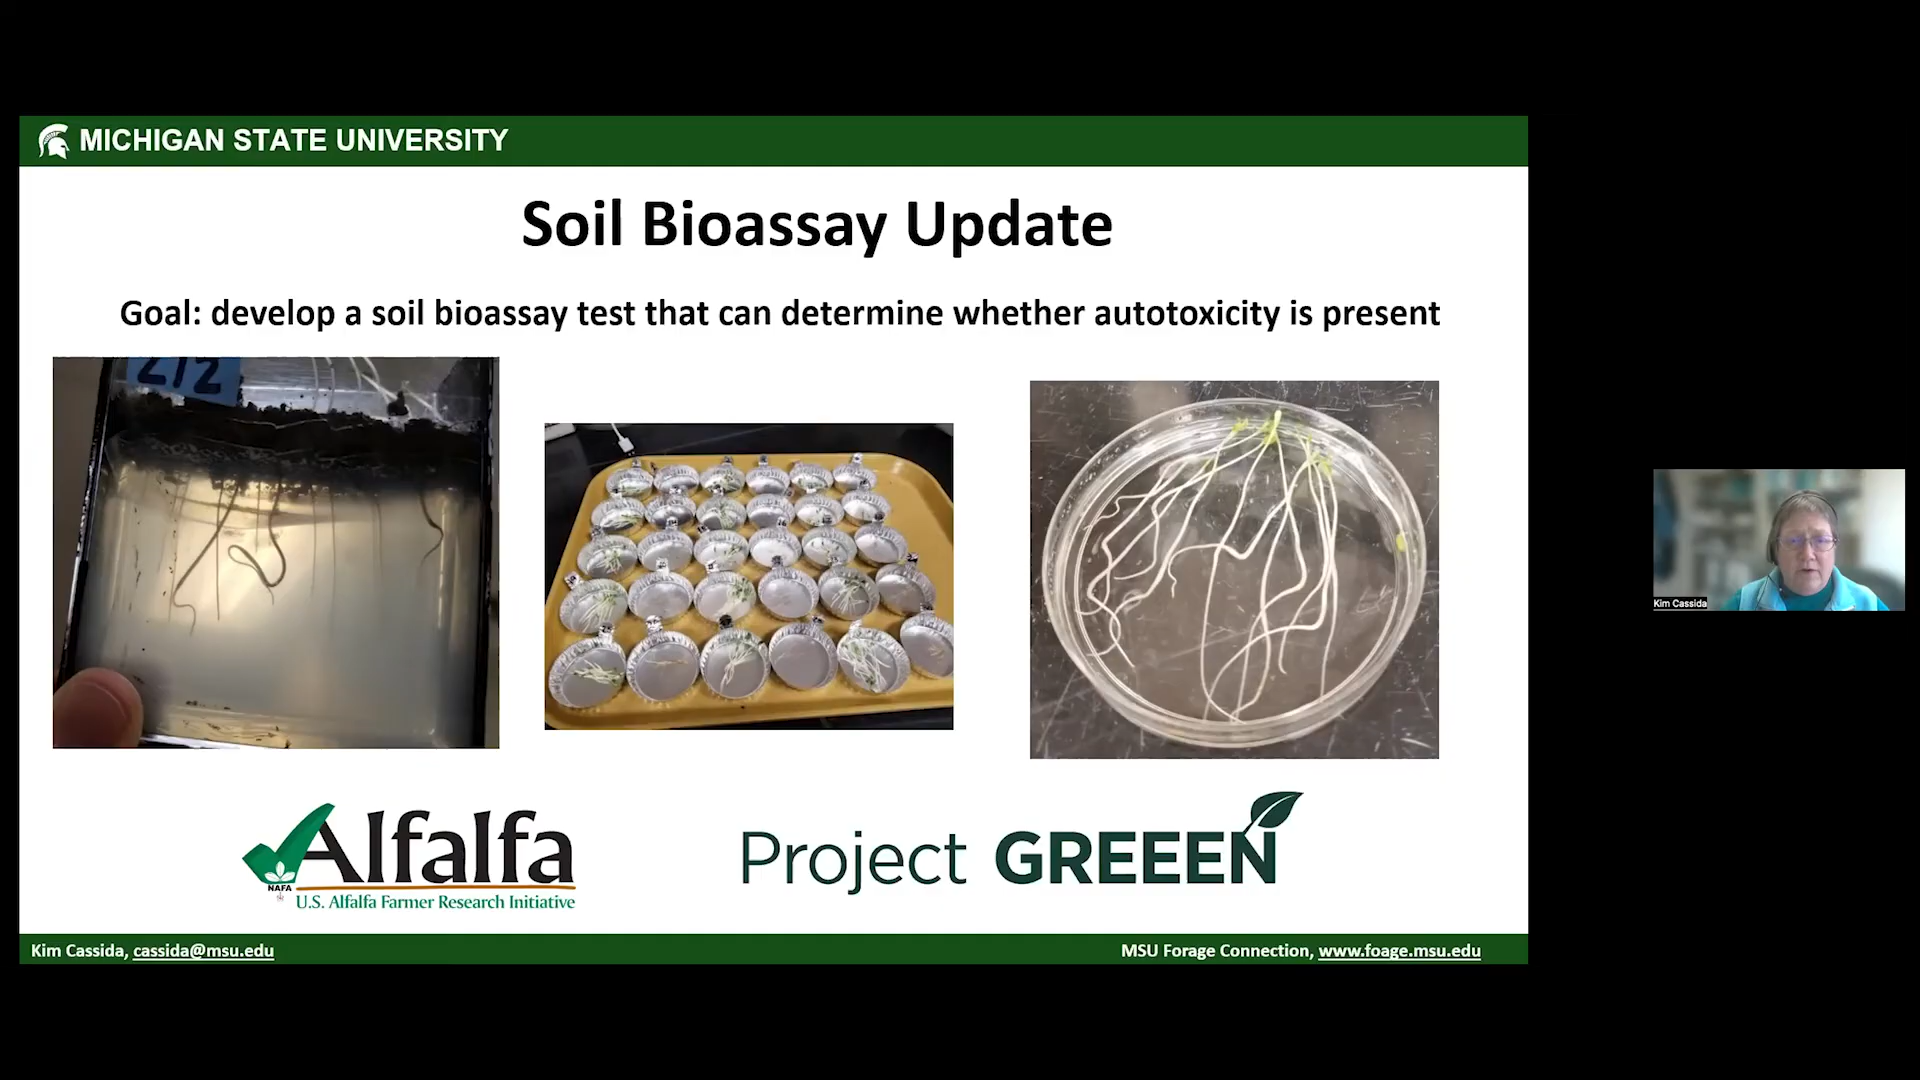 MICHIGAN STATE UNIVERSITY
Soil Bioassay Update
Goal: develop a soil bioassay test that can determine whether autotoxicity is present
212
Alfalfa
NAFA
U.S. Alfalfa Farmer Research Initiative
Project GREEEN
Kim Cassida
Kim Cassida, cassida@msu.edu
MSU Forage Connection, www.foage.msu.edu